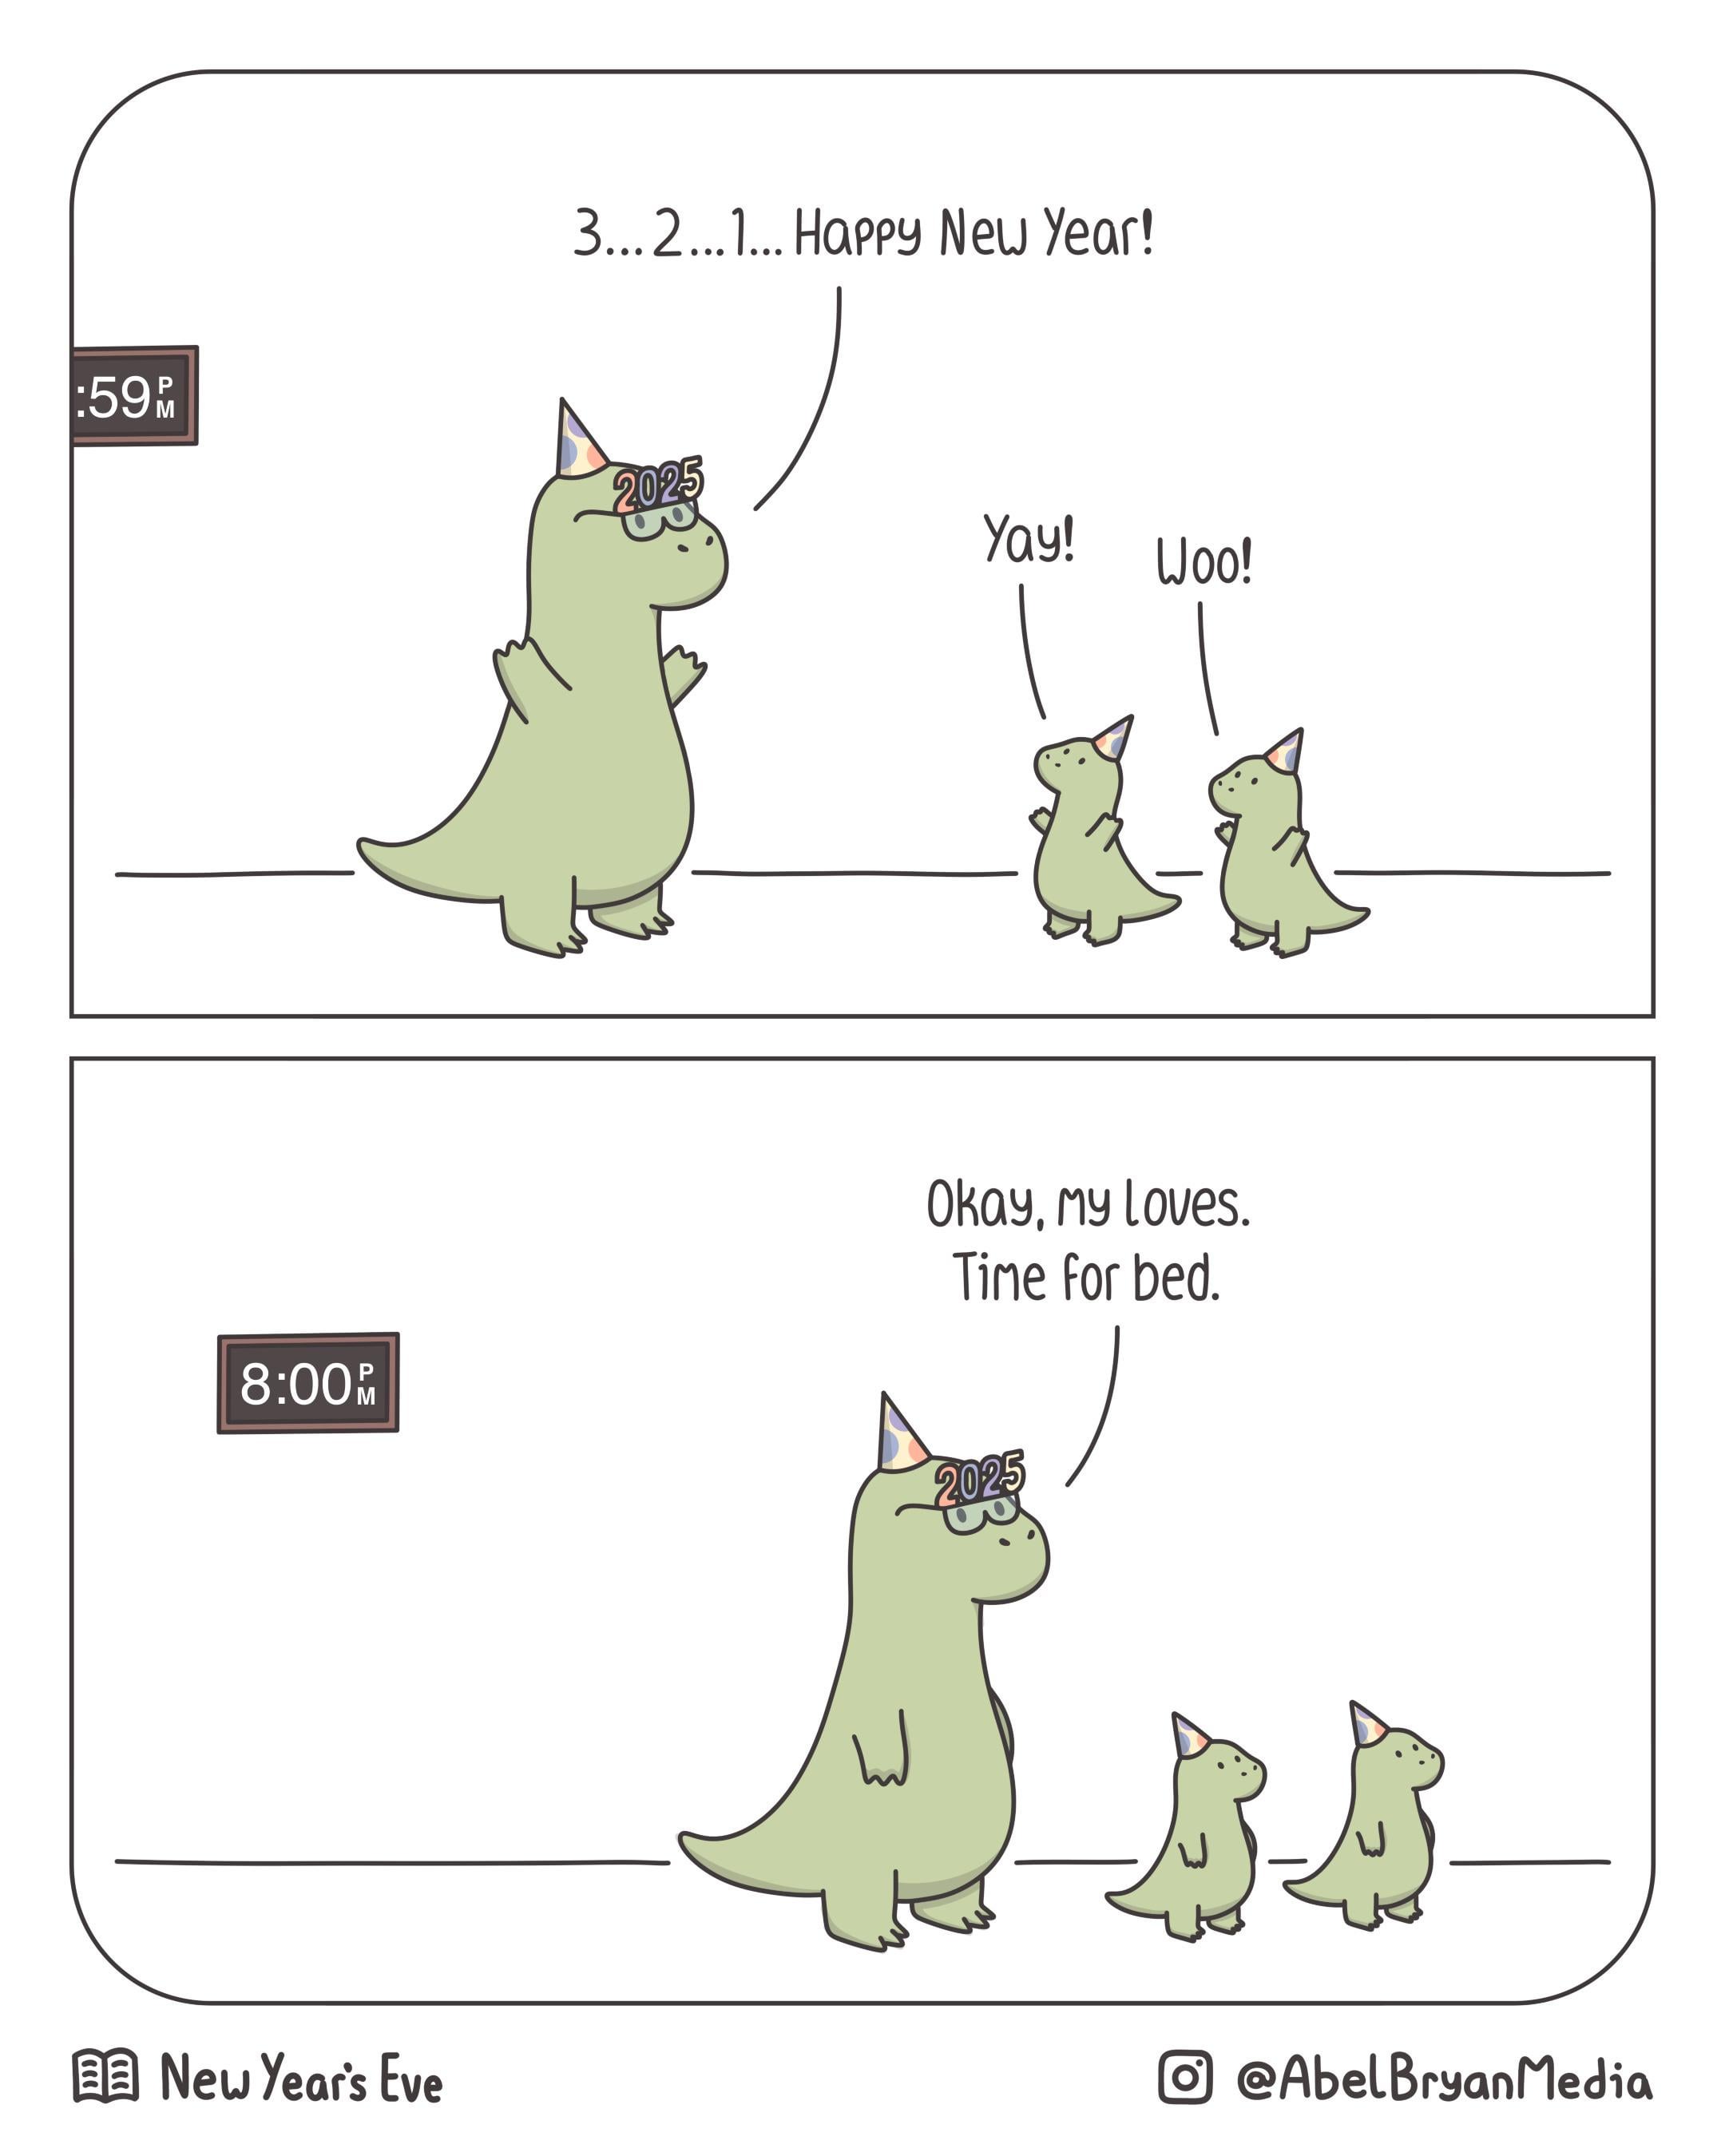 3...2...1... Happy New Year!
:59 PM
2025
Yay!
Woo!
Okay, my loves.
Time for bed.
8:00 PM
2025
New Year's Eve
@AbelBryanMedia